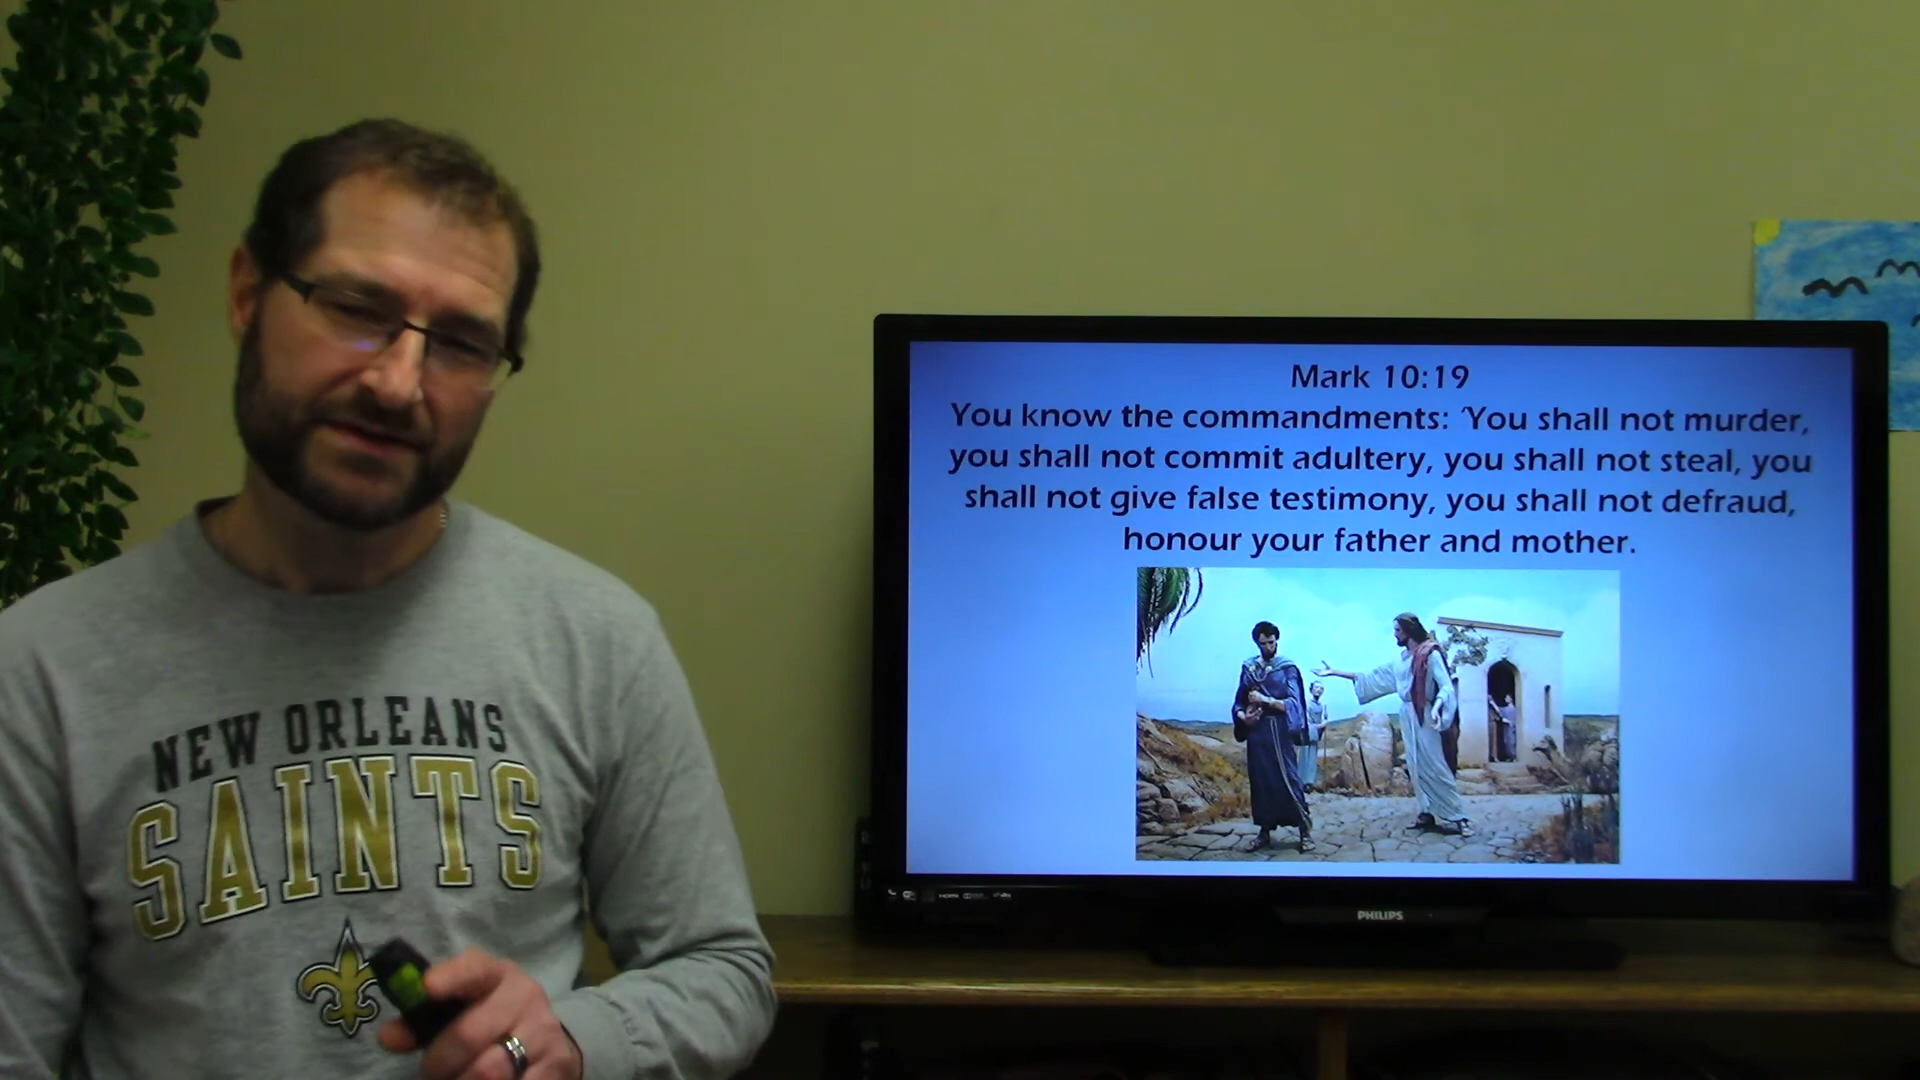 Mark 10:19
You know the commandments: ‘You shall not murder,
you shall not commit adultery, you shall not steal, you
shall not give false testimony, you shall not defraud,
honour your father and mother.
NEW ORLEANS
SAINTS
PHILIPS